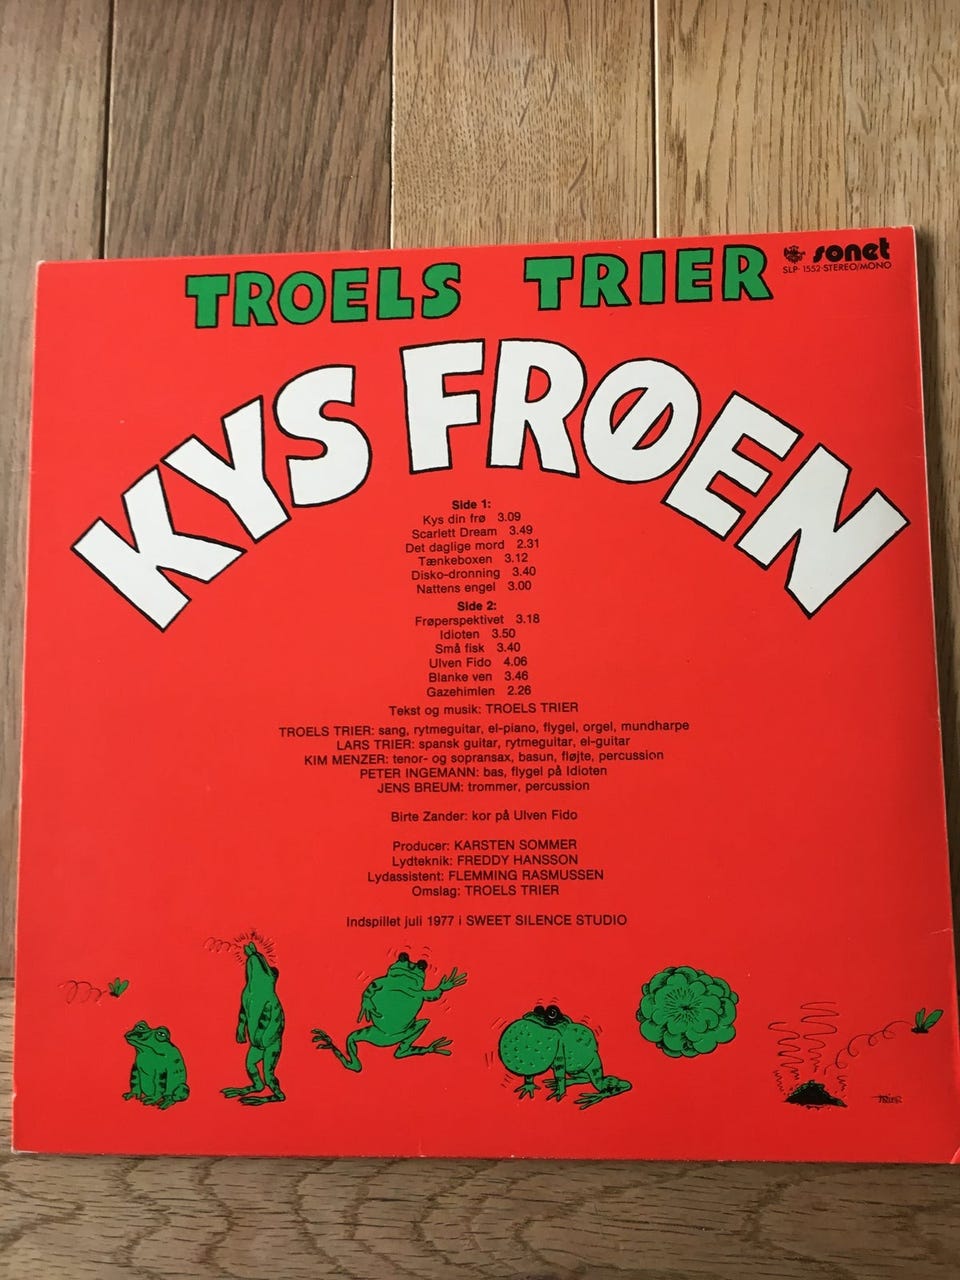 TROELS TRIER
sonet
SLP- 1552-STEREO/MONO
KYS FRØEN
Side 1:
Kys din frø 3.09
Scarlett Dream 3.49
Det daglige mord 2.31
Tænkeboxen 3.12
Disko-dronning 3.40
Nattens engel 3.00
Side 2:
Frøperspektivet 3.18
Idioten 3.50
Små fisk 3.40
Ulven Fido 4.06
Blanke ven 3.46
Gazehimlen 2.26
Tekst og musik: TROELS TRIER
TROELS TRIER: sang, rytmeguitar, el-piano, flygel, orgel, mundharpe
LARS TRIER: spansk guitar, rytmeguitar, el-guitar
KIM MENZER: tenor- og sopransax, basun, fløjte, percussion
PETER INGEMANN: bas, flygel på Idioten
JENS BREUM: trommer, percussion
Birte Zander: kor på Ulven Fido
Producer: KARSTEN SOMMER
Lydteknik: FREDDY HANSSON
Lydassistent: FLEMMING RASMUSSEN
Omslag: TROELS TRIER
Indspillet juli 1977 i SWEET SILENCE STUDIO
TRIER